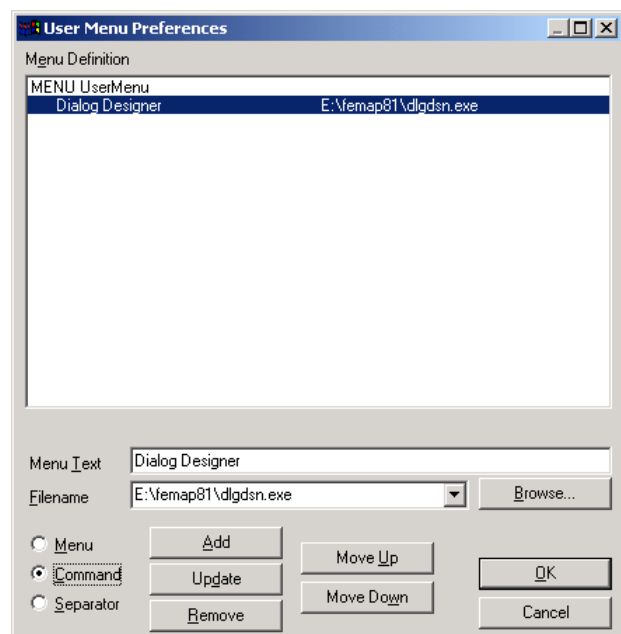 User Menu Preferences
Menu Definition
MENU UserMenu
Dialog Designer E:\femap81\dlgdsn.exe
Menu Text Dialog Designer
Filename E:\femap81\dlgdsn.exe Browse...
Menu Add Move Up
Command Update OK
Separator Remove Move Down Cancel